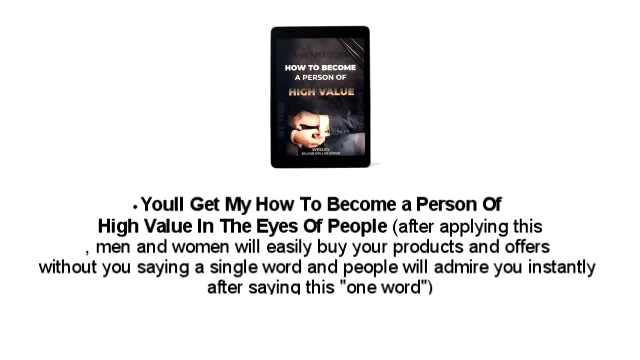 HOW TO BECOME
A PERSON OF
HIGH VALUE
WESLEY
• Youll Get My How To Become a Person Of
High Value In The Eyes Of People (after applying this
, men and women will easily buy your products and offers
without you saying a single word and people will admire you instantly
after saying this "one word")